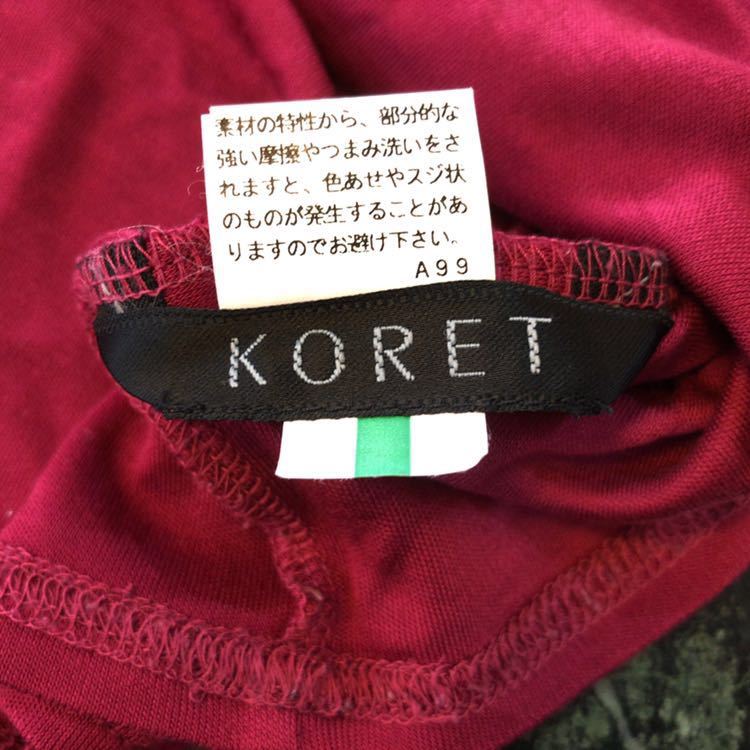 素材の特性から、部分的な
強い摩擦やつまみ洗いをさ
れますと、色あせやスジ状
のものが発生することがあ
りますのでお避け下さい。
A99
KORET